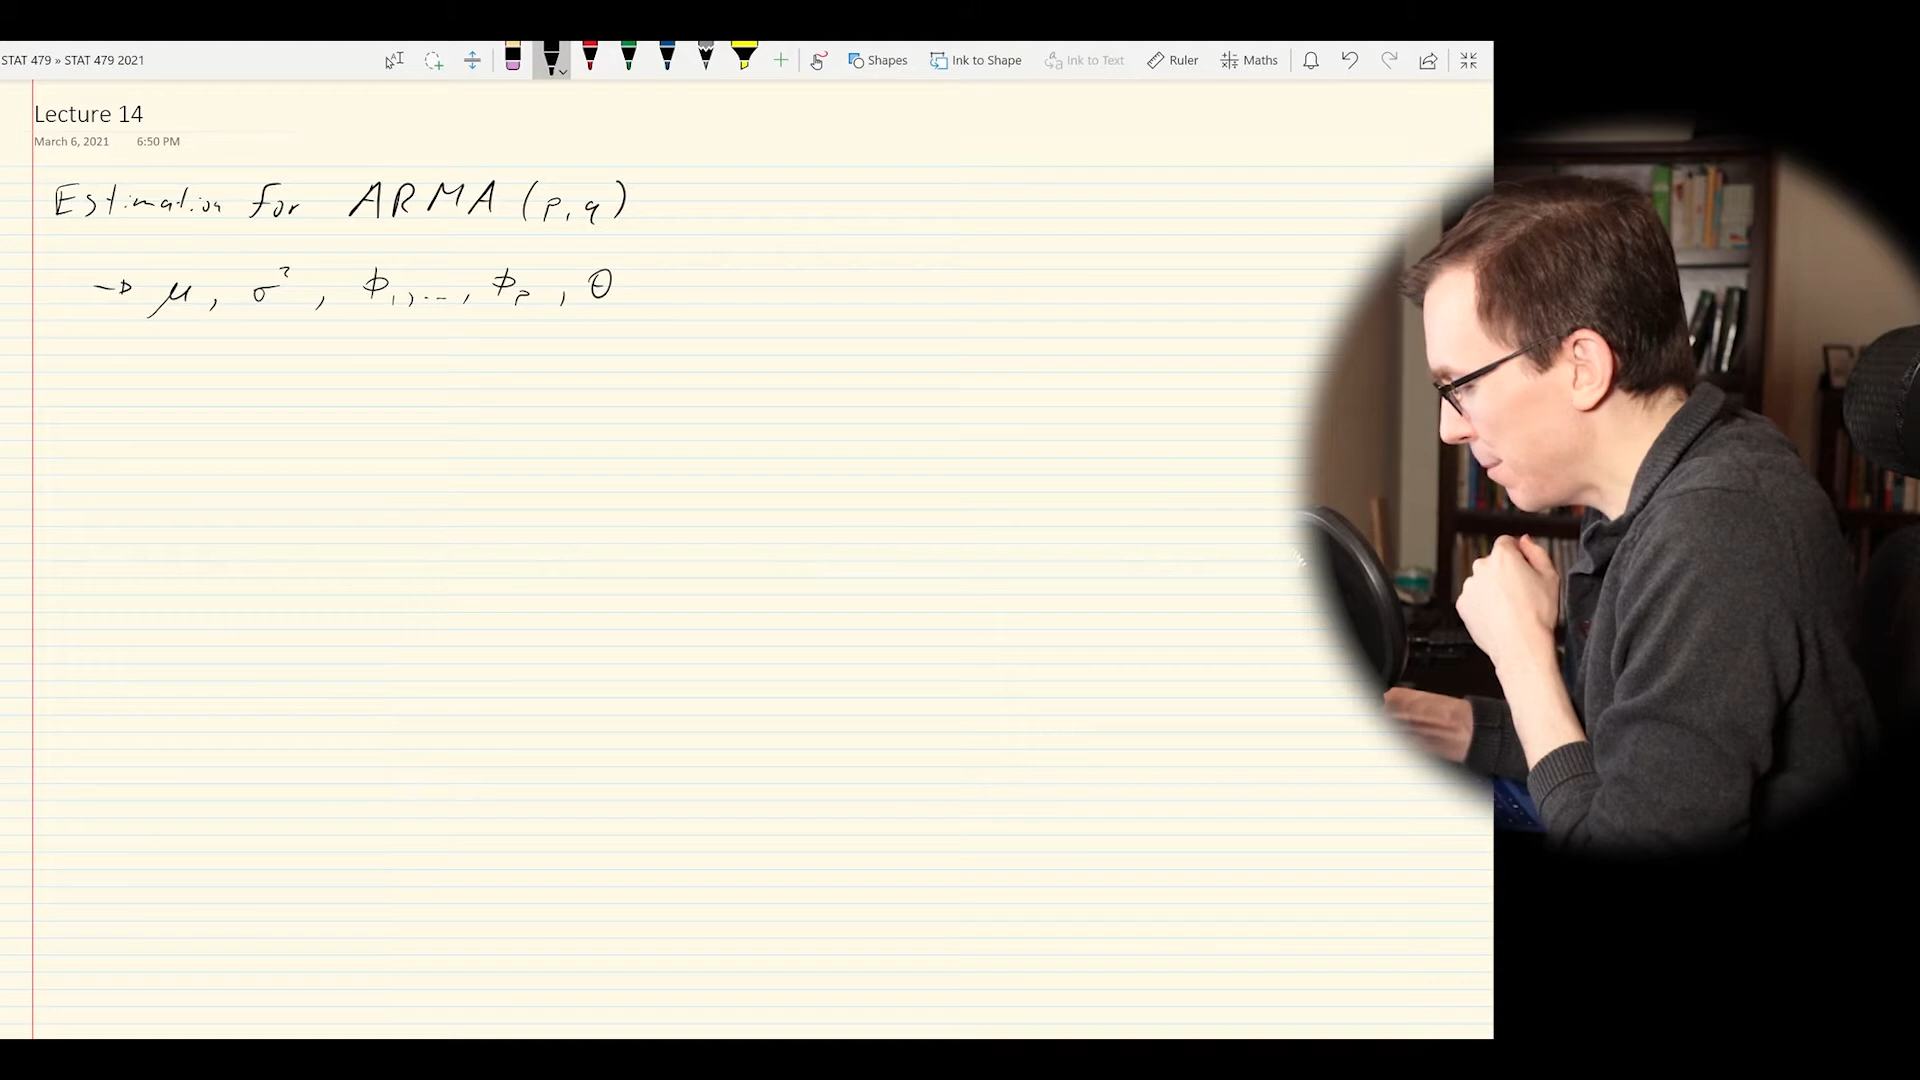 STAT 479 » STAT 479 2021
Shapes Ink to Shape Ink to Text Ruler Maths
Lecture 14
March 6, 2021 6:50 PM
Estimation for ARMA (p,q)
→ μ, σ², ϕ₁,..., ϕₚ, θ